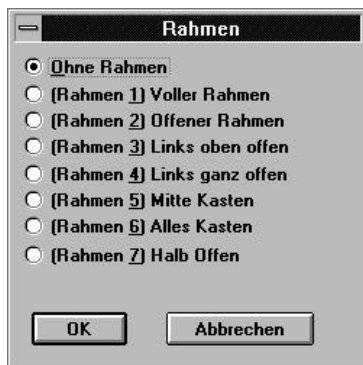 Rahmen
Ohne Rahmen
(Rahmen 1) Voller Rahmen
(Rahmen 2) Offener Rahmen
(Rahmen 3) Links oben offen
(Rahmen 4) Links ganz offen
(Rahmen 5) Mitte Kasten
(Rahmen 6) Alles Kasten
(Rahmen 7) Halb Offen
OK Abbrechen